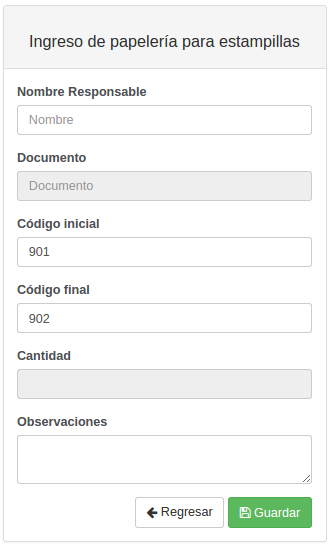 Ingreso de papelería para estampillas
Nombre Responsable
Nombre
Documento
Documento
Código inicial
901
Código final
902
Cantidad
Observaciones
Regresar
Guardar